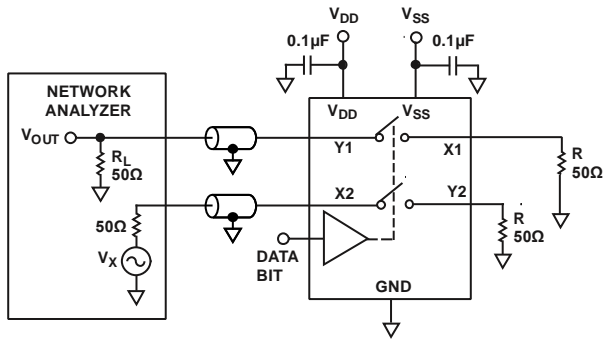 VDD
VSS
0.1µF
0.1µF
NETWORK
ANALYZER
VDD
VSS
VOUT
Y1
X1
RL
50Ω
R
50Ω
X2
Y2
50Ω
R
50Ω
VX
DATA
BIT
GND